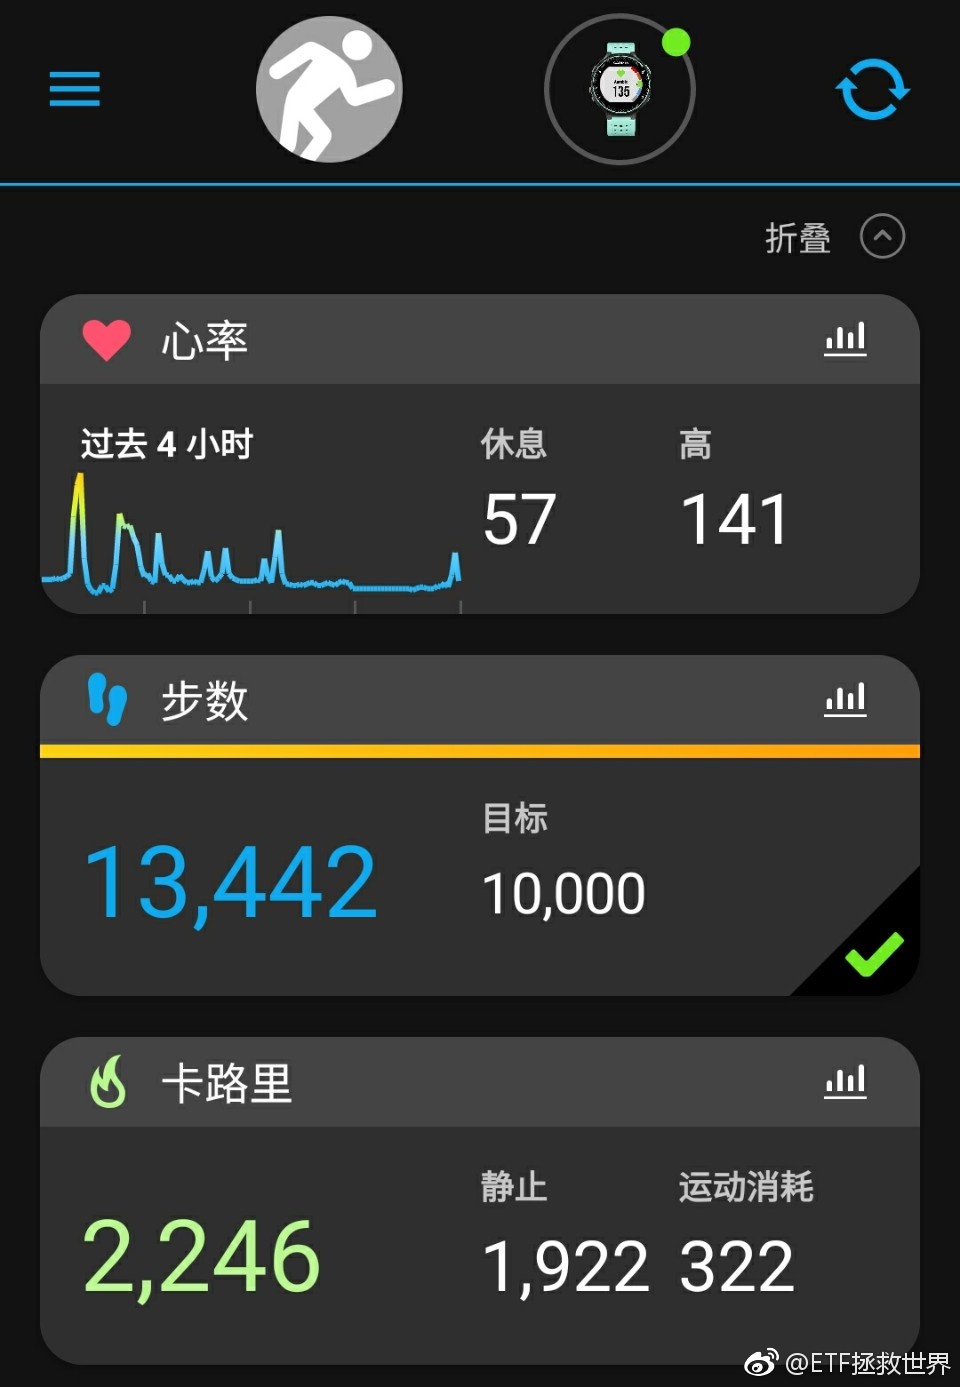 135
折叠
心率
过去 4 小时
休息
高
57
141
步数
目标
13,442
10,000
卡路里
静止
运动消耗
2,246
1,922
322
@ETF拯救世界